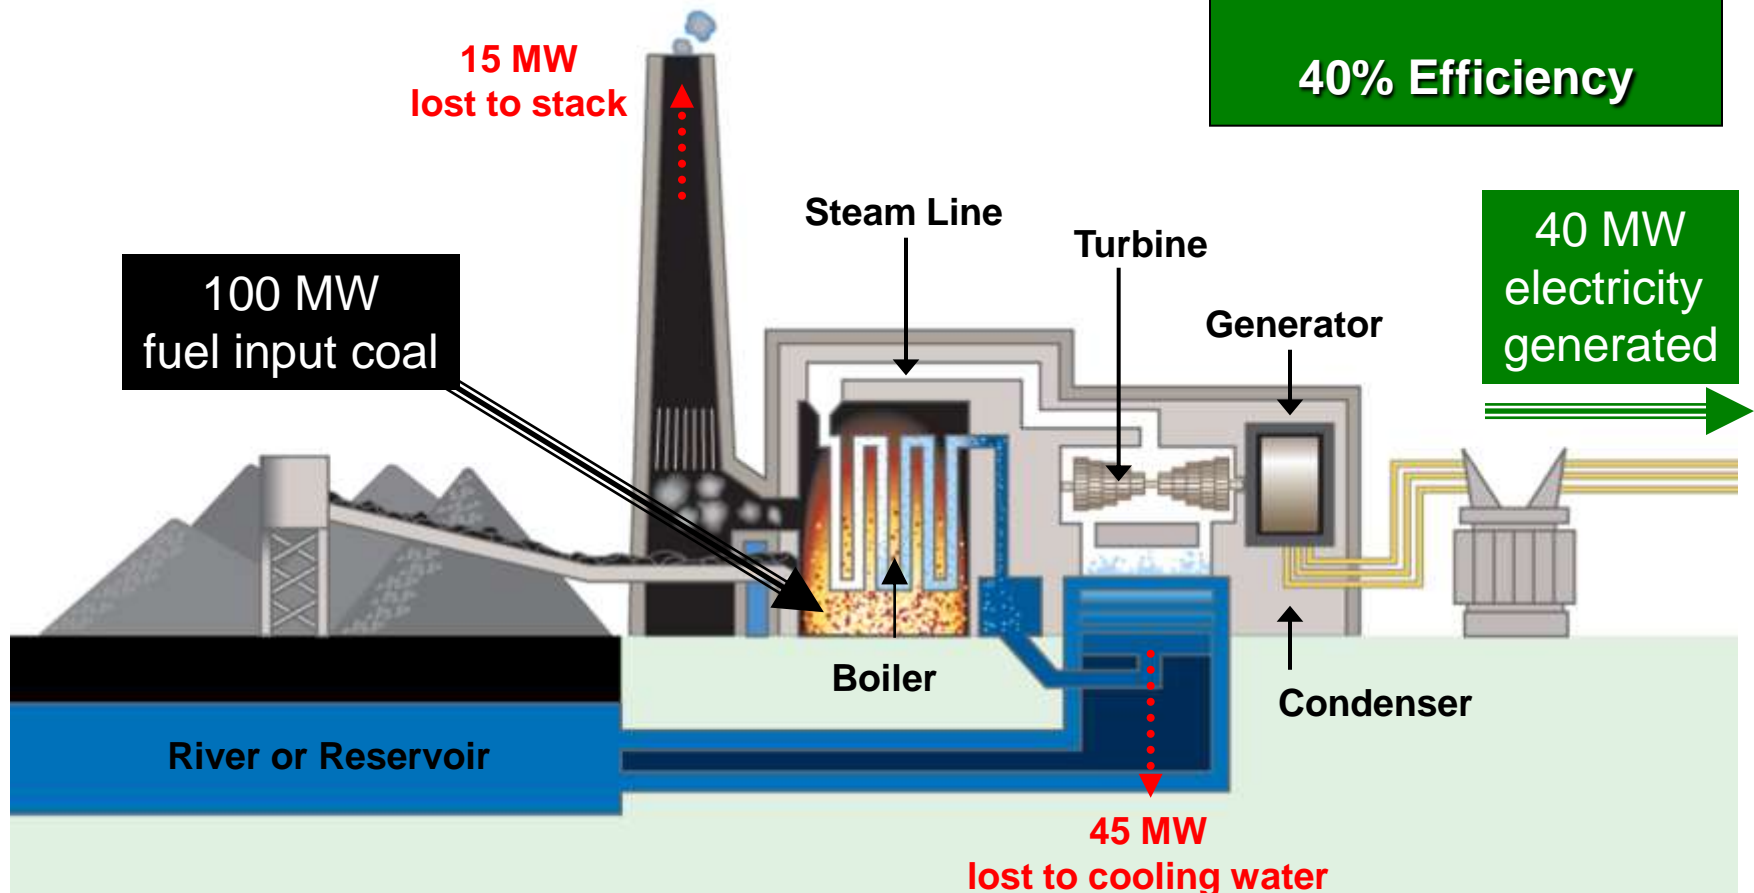 40% Efficiency
15 MW
lost to stack
Steam Line
Turbine
40 MW
electricity
generated
100 MW
fuel input coal
Generator
Boiler
Condenser
River or Reservoir
45 MW
lost to cooling water